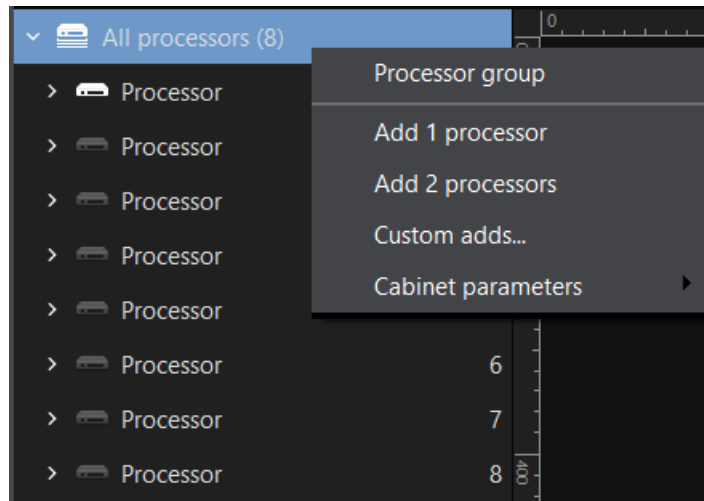 All processors (8)
0
Processor group
Processor
Add 1 processor
Processor
Add 2 processors
Processor
Custom adds...
Processor
Cabinet parameters
Processor
Processor 6
Processor 7
Processor 8
400